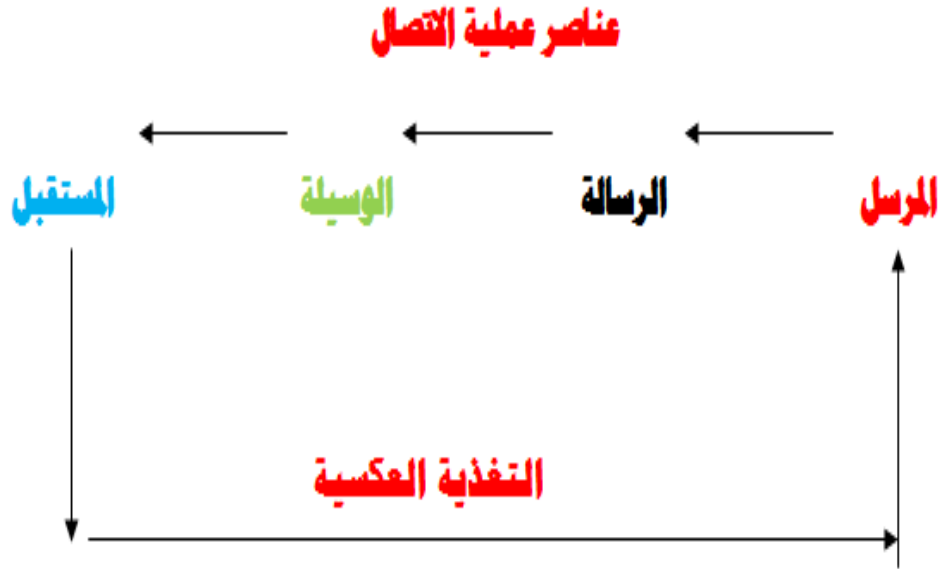 عناصر عملية الاتصال
المرسل الرسالة الوسيلة المستقبل
التغذية العكسية